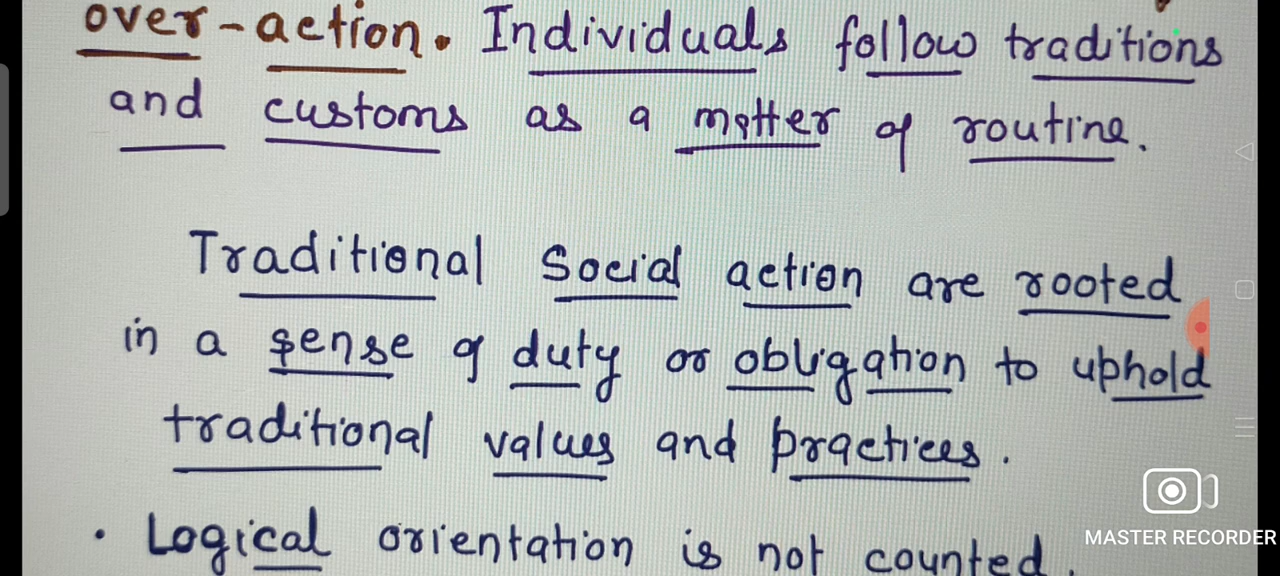 over-action. Individuals follow traditions
and customs as a matter of routine.
Traditional Social action are rooted
in a sense of duty or obligation to uphold
traditional values and practices.
• Logical orientation is not counted.
MASTER RECORDER